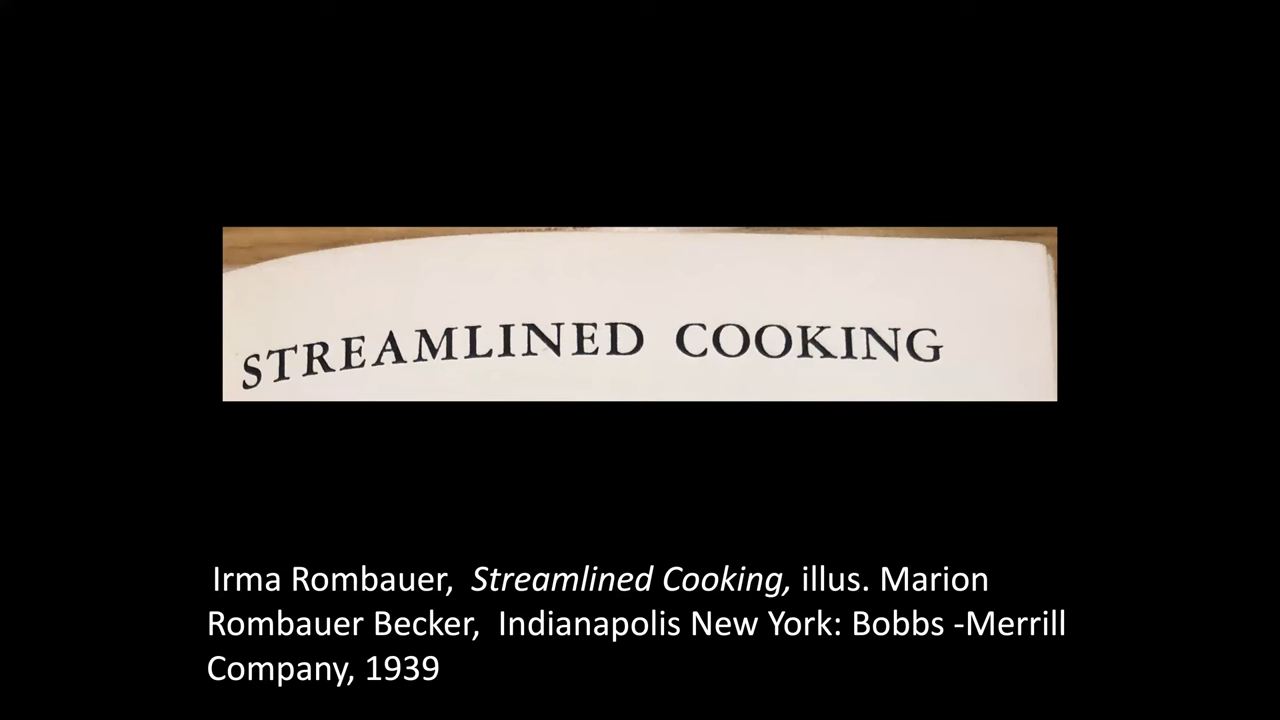 STREAMLINED COOKING
Irma Rombauer, Streamlined Cooking, illus. Marion
Rombauer Becker, Indianapolis New York: Bobbs -Merrill
Company, 1939